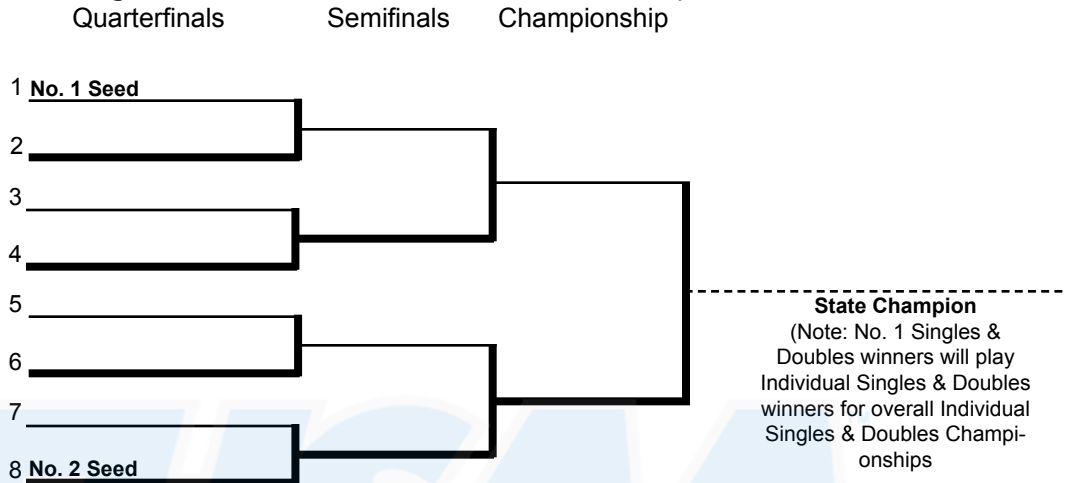 Quarterfinals Semifinals Championship
1 No. 1 Seed
2
3
4
5
6
7
8 No. 2 Seed
State Champion
(Note: No. 1 Singles &
Doubles winners will play
Individual Singles & Doubles
winners for overall Individual
Singles & Doubles Champi-
onships